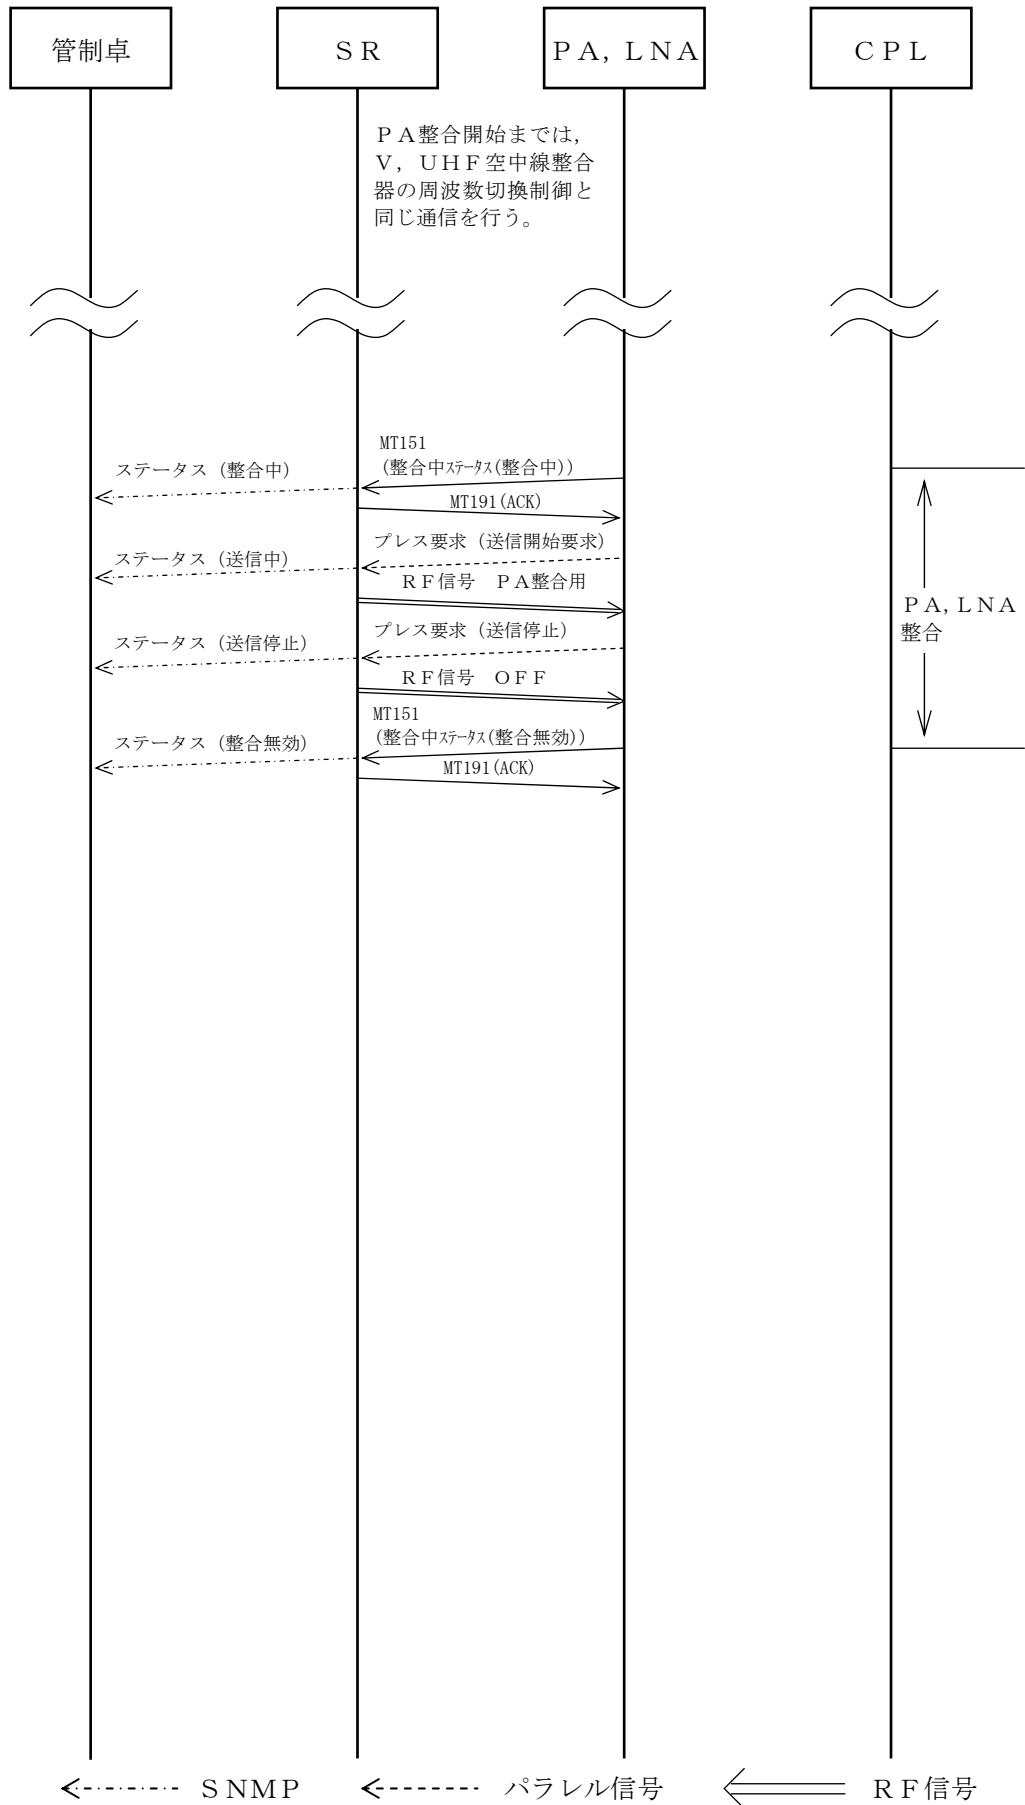 管制卓
ＳＲ
ＰＡ，ＬＮＡ
ＣＰＬ
ＰＡ整合開始までは，
Ｖ，ＵＨＦ空中線整合
器の周波数切換制御と
同じ通信を行う。
MT151
ステータス（整合中）
(整合中ｽﾃｰﾀｽ(整合中))
MT191(ACK)
プレス要求（送信開始要求）
ステータス（送信中）
ＲＦ信号　ＰＡ整合用
ＰＡ，ＬＮＡ
整合
プレス要求（送信停止）
ステータス（送信停止）
ＲＦ信号　ＯＦＦ
MT151
ステータス（整合無効）
(整合中ｽﾃｰﾀｽ(整合無効))
MT191(ACK)
ＳＮＭＰ
パラレル信号
ＲＦ信号